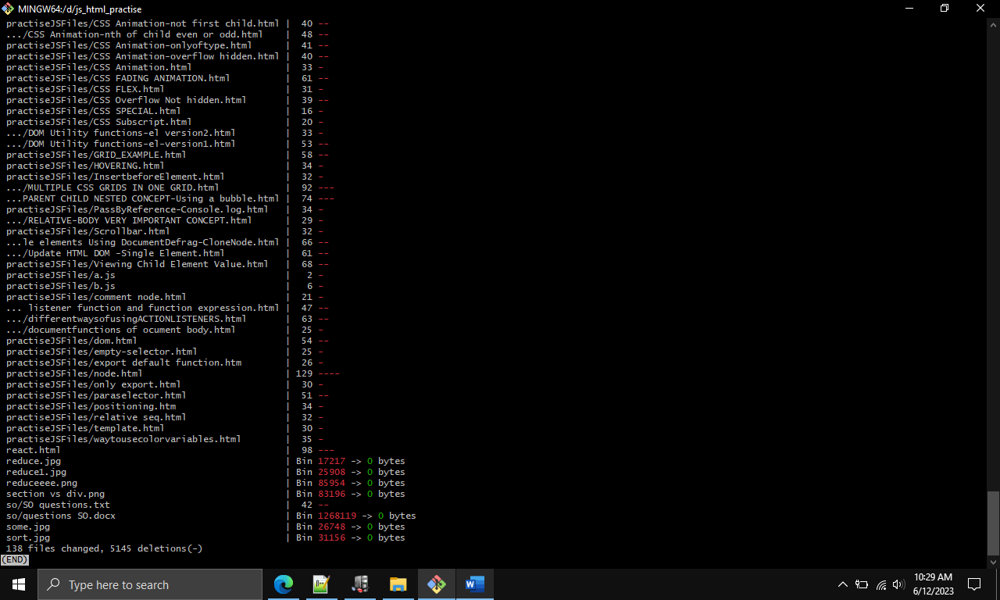 MINGW64:/d/js_html_practise
practiseJSFiles/CSS Animation-not first child.html | 40 --
.../CSS Animation-nth of child even or odd.html | 48 --
practiseJSFiles/CSS Animation-onlyoftype.html | 41 --
practiseJSFiles/CSS Animation-overflow hidden.html | 40 --
practiseJSFiles/CSS Animation.html | 33 -
practiseJSFiles/CSS FADING ANIMATION.html | 61 --
practiseJSFiles/CSS FLEX.html | 31 -
practiseJSFiles/CSS Overflow Not hidden.html | 39 --
practiseJSFiles/CSS SPECIAL.html | 16 -
practiseJSFiles/CSS Subscript.html | 20 -
.../DOM Utility functions-el version2.html | 33 -
.../DOM Utility functions-el-version1.html | 53 --
practiseJSFiles/GRID_EXAMPLE.html | 58 --
practiseJSFiles/HOVERING.html | 34 -
practiseJSFiles/InsertbeforeElement.html | 32 -
.../MULTIPLE CSS GRIDS IN ONE GRID.html | 92 ---
...PARENT CHILD NESTED CONCEPT-Using a bubble.html | 74 ---
practiseJSFiles/PassByReference-Console.log.html | 34 -
.../RELATIVE-BODY VERY IMPORTANT CONCEPT.html | 29 -
practiseJSFiles/Scrollbar.html | 32 -
...le elements Using DocumentDefrag-CloneNode.html | 66 --
.../Update HTML DOM -Single Element.html | 61 --
practiseJSFiles/Viewing Child Element Value.html | 68 --
practiseJSFiles/a.js | 2 -
practiseJSFiles/b.js | 6 -
practiseJSFiles/comment node.html | 21 -
... listener function and function expression.html | 47 --
.../differentwaysofusingACTIONLISTENERS.html | 63 --
.../documentfunctions of ocument body.html | 25 -
practiseJSFiles/dom.html | 54 --
practiseJSFiles/empty-selector.html | 25 -
practiseJSFiles/export default function.htm | 26 -
practiseJSFiles/node.html | 129 ----
practiseJSFiles/only export.html | 30 -
practiseJSFiles/paraselector.html | 51 --
practiseJSFiles/positioning.htm | 34 -
practiseJSFiles/relative seq.html | 32 -
practiseJSFiles/template.html | 30 -
practiseJSFiles/waytousecolorvariables.html | 35 -
react.html | 98 ---
reduce.jpg | Bin 17217 -> 0 bytes
reduce1.jpg | Bin 25908 -> 0 bytes
reduceeee.png | Bin 85954 -> 0 bytes
section vs div.png | Bin 83196 -> 0 bytes
so/SO questions.txt | 42 --
so/questions SO.docx | Bin 1268119 -> 0 bytes
some.jpg | Bin 26748 -> 0 bytes
sort.jpg | Bin 31156 -> 0 bytes
138 files changed, 5145 deletions(-)
(END)
Type here to search
10:29 AM
6/12/2023